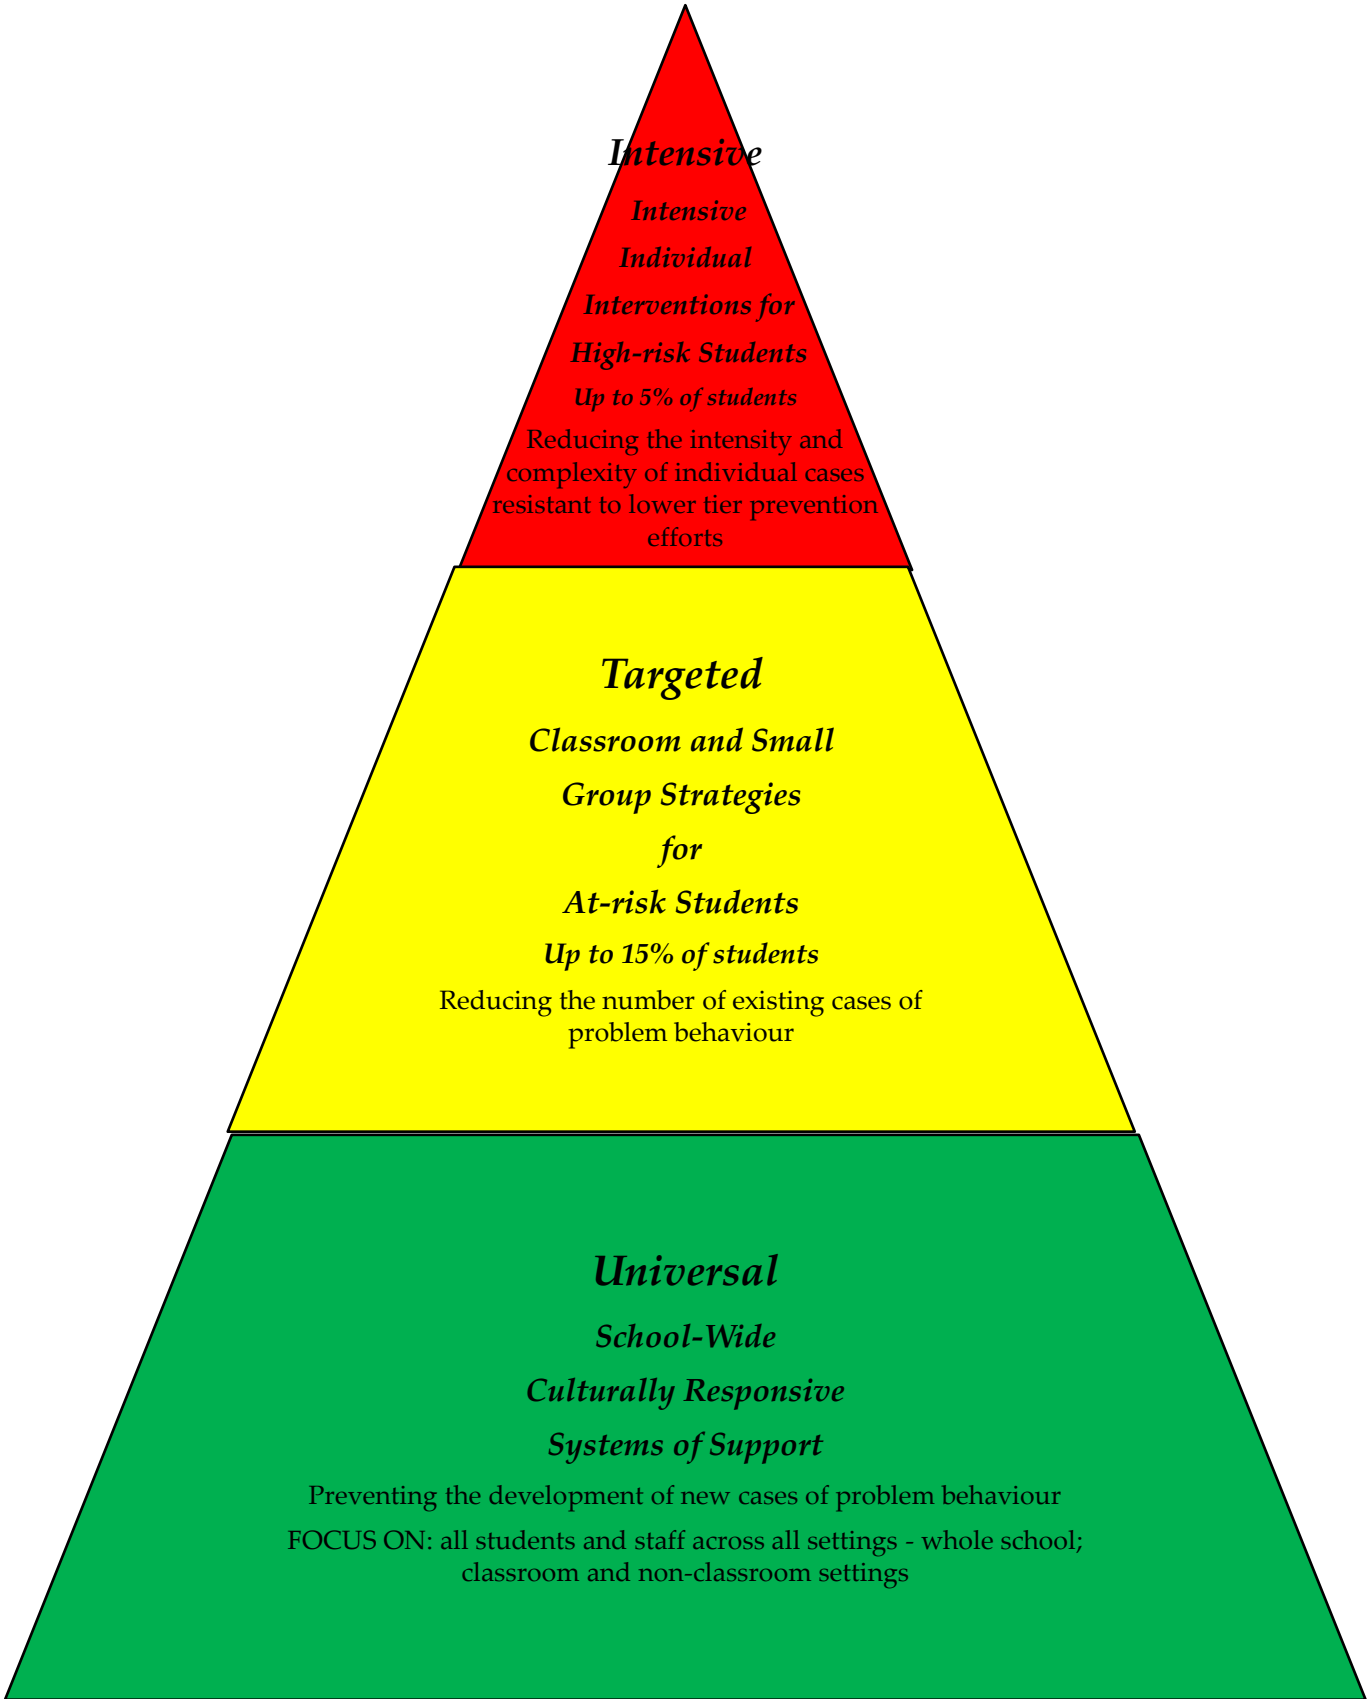 Intensive
Intensive
Individual
Interventions for
High-risk Students
Up to 5% of students
Reducing the intensity and
complexity of individual cases
resistant to lower tier prevention
efforts
Targeted
Classroom and Small
Group Strategies
for
At-risk Students
Up to 15% of students
Reducing the number of existing cases of
problem behaviour
Universal
School-Wide
Culturally Responsive
Systems of Support
Preventing the development of new cases of problem behaviour
FOCUS ON: all students and staff across all settings - whole school;
classroom and non-classroom settings